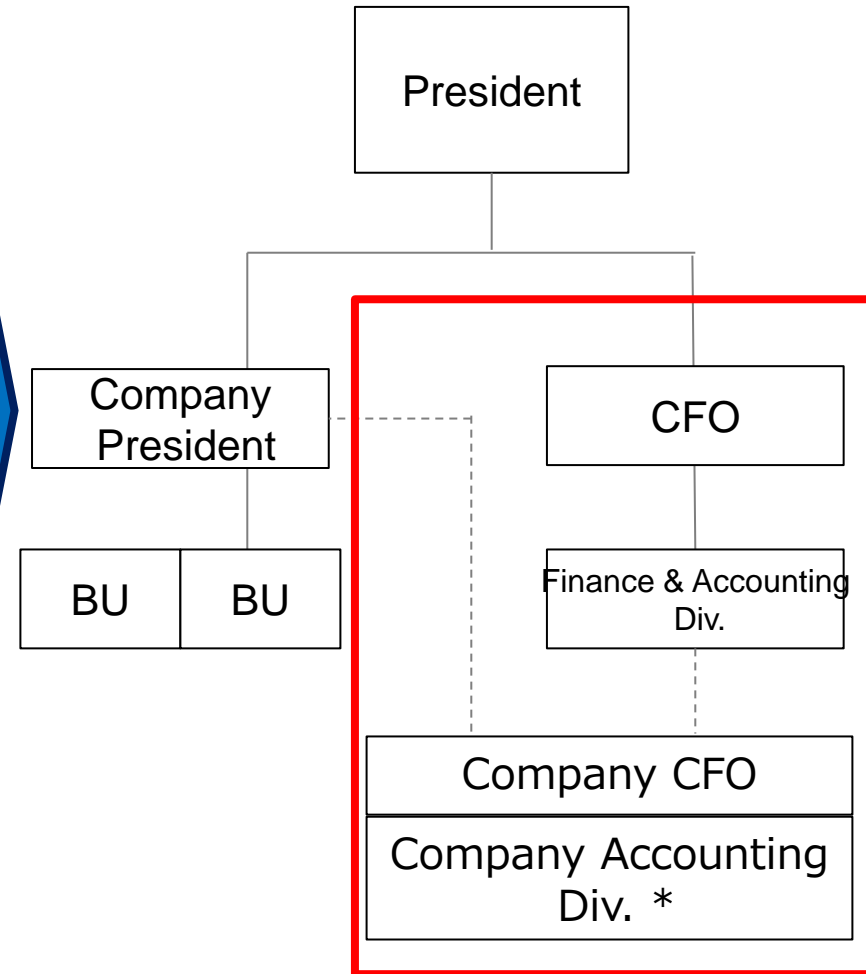 President
Company
President
CFO
BU
BU
Finance & Accounting
Div.
Company CFO
Company Accounting
Div. *